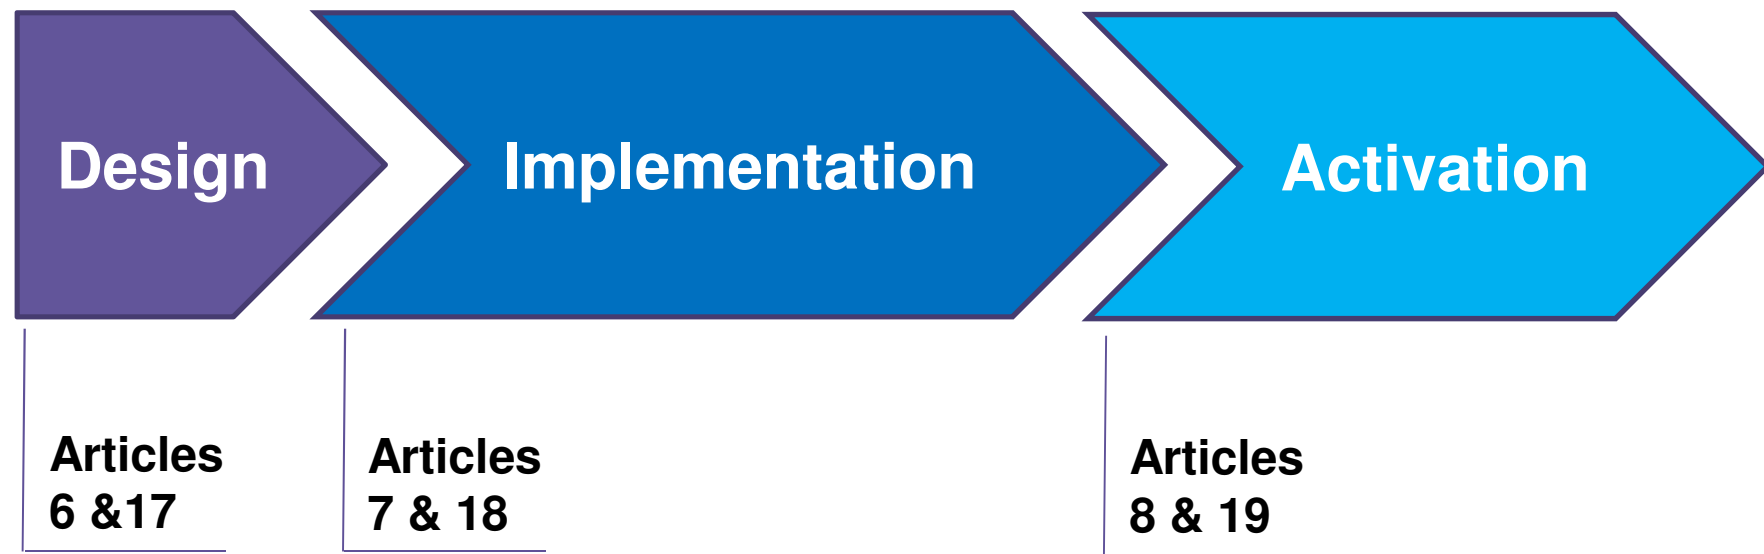 Design
Implementation
Activation
Articles
6 &17
Articles
7 & 18
Articles
8 & 19